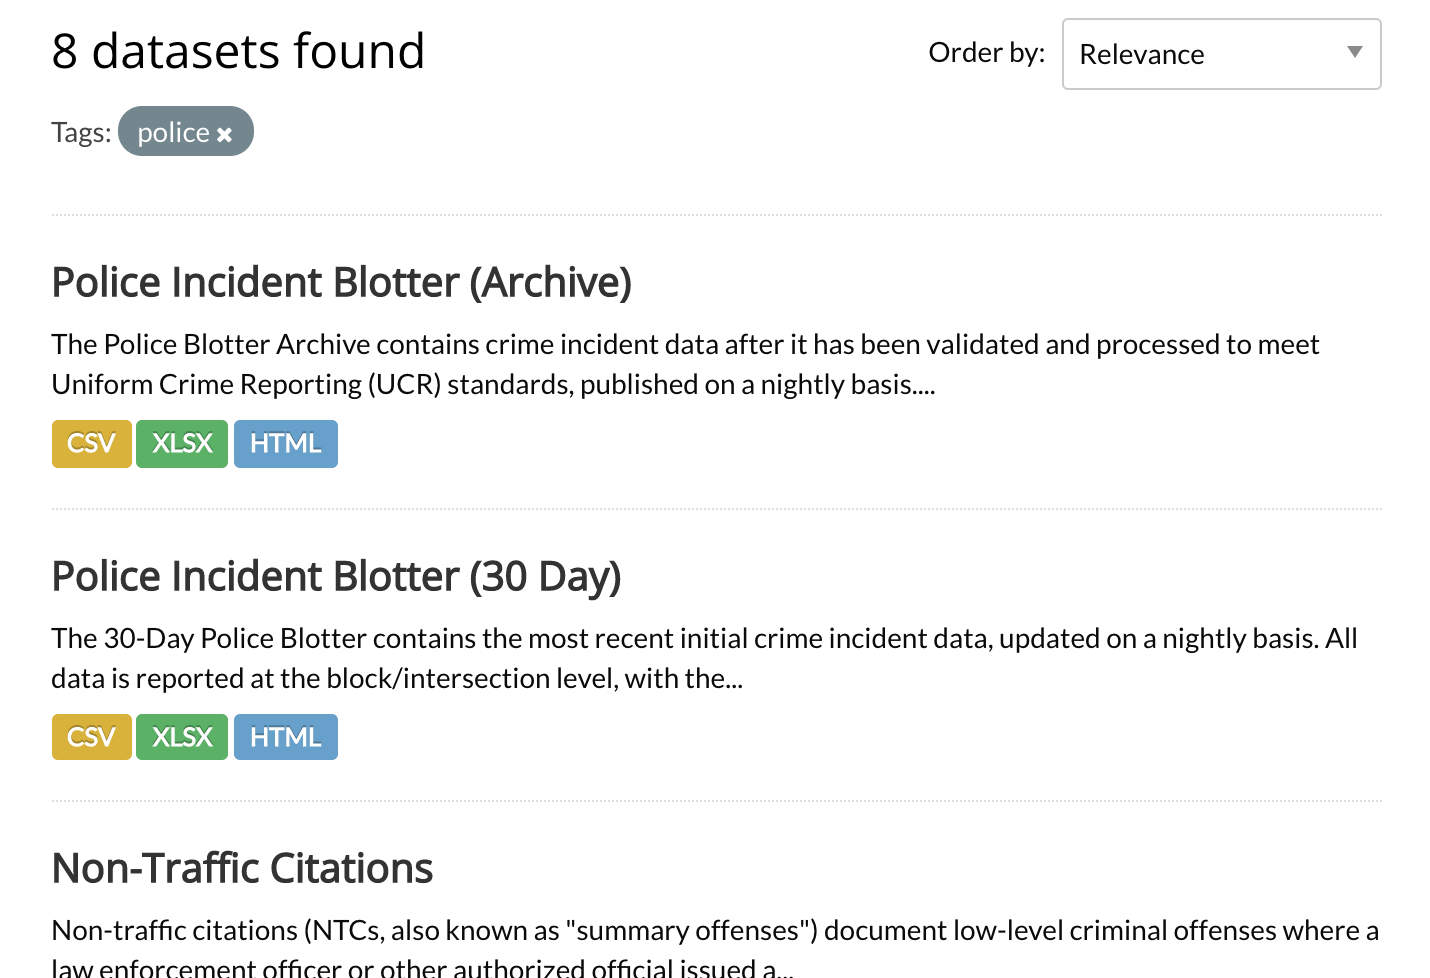 8 datasets found
Order by: Relevance
Tags: police ✖
Police Incident Blotter (Archive)
The Police Blotter Archive contains crime incident data after it has been validated and processed to meet
Uniform Crime Reporting (UCR) standards, published on a nightly basis....
CSV XLSX HTML
Police Incident Blotter (30 Day)
The 30-Day Police Blotter contains the most recent initial crime incident data, updated on a nightly basis. All
data is reported at the block/intersection level, with the...
CSV XLSX HTML
Non-Traffic Citations
Non-traffic citations (NTCs, also known as "summary offenses") document low-level criminal offenses where a
law enforcement officer or other authorized official issued a...